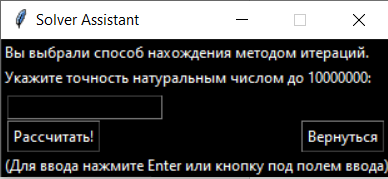 Solver Assistant
Вы выбрали способ нахождения методом итераций.
Укажите точность натуральным числом до 10000000:
Рассчитать! Вернуться
(Для ввода нажмите Enter или кнопку под полем ввода)